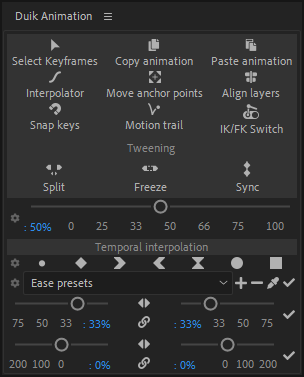 Duik Animation
Select Keyframes Copy animation Paste animation
Interpolator Move anchor points Align layers
Snap keys Motion trail IK/FK Switch
Tweening
Split Freeze Sync
: 50% 0 25 33 50 66 75 100
Temporal interpolation
Ease presets
75 50 33 : 33% : 33% 33 50 75
200 100 0 : 0% : 0% 0 100 200